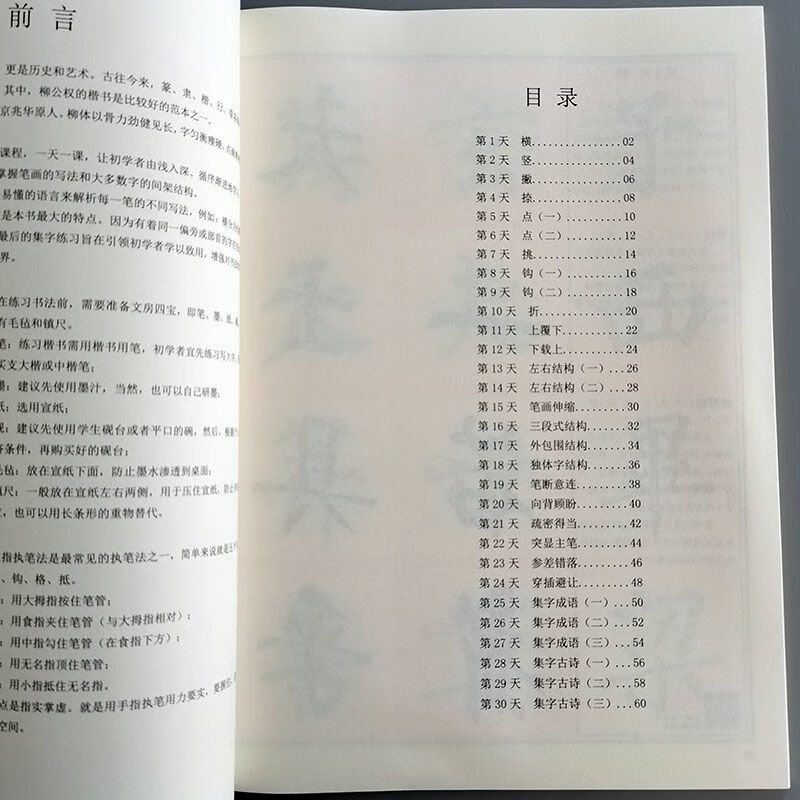 前言
更是历史和艺术。古往今来，篆、隶、楷、行、
其中，柳公权的楷书是比较好的范本之一。
京兆华原人。柳体以骨力劲健见长，字匀衡瘦硬，点画
课程，一天一课，让初学者由浅入深、循序渐进地
掌握笔画的写法和大多数字的间架结构。
易懂的语言来解析每一笔的不同写法，例如：横分为
是本书最大的特点。因为有着同一偏旁或部首的字
最后的集字练习旨在引领初学者学以致用，增强对书法
界。
在练习书法前，需要准备文房四宝，即笔、墨、纸、砚
有毛毡和镇尺。
笔：练习楷书需用楷书用笔，初学者宜先练习写大字，
买支大楷或中楷笔；
墨：建议先使用墨汁，当然，也可以自己研墨；
纸：选用宣纸；
砚：建议先使用学生砚台或者平口的碗，然后，根据
济条件，再购买好的砚台；
毛毡：放在宣纸下面，防止墨水渗透到桌面；
镇尺：一般放在宣纸左右两侧，用于压住宣纸，防止
，也可以用长条形的重物替代。
指执笔法是最常见的执笔法之一，简单来说就是五个
、钩、格、抵。
：用大拇指按住笔管；
：用食指夹住笔管（与大拇指相对）；
：用中指勾住笔管（在食指下方）；
：用无名指顶住笔管；
：用小指抵住无名指。
点是指实掌虚。就是用手指执笔用力要实，要握住，
空间。
目录
第1天 横................02
第2天 竖................04
第3天 撇................06
第4天 捺................08
第5天 点（一）..........10
第6天 点（二）..........12
第7天 挑................14
第8天 钩（一）..........16
第9天 钩（二）..........18
第10天 折...............20
第11天 上覆下...........22
第12天 下载上...........24
第13天 左右结构（一）...26
第14天 左右结构（二）...28
第15天 笔画伸缩.........30
第16天 三段式结构.......32
第17天 外包围结构.......34
第18天 独体字结构.......36
第19天 笔断意连.........38
第20天 向背顾盼.........40
第21天 疏密得当.........42
第22天 突显主笔.........44
第23天 参差错落.........46
第24天 穿插避让.........48
第25天 集字成语（一）...50
第26天 集字成语（二）...52
第27天 集字成语（三）...54
第28天 集字古诗（一）...56
第29天 集字古诗（二）...58
第30天 集字古诗（三）...60